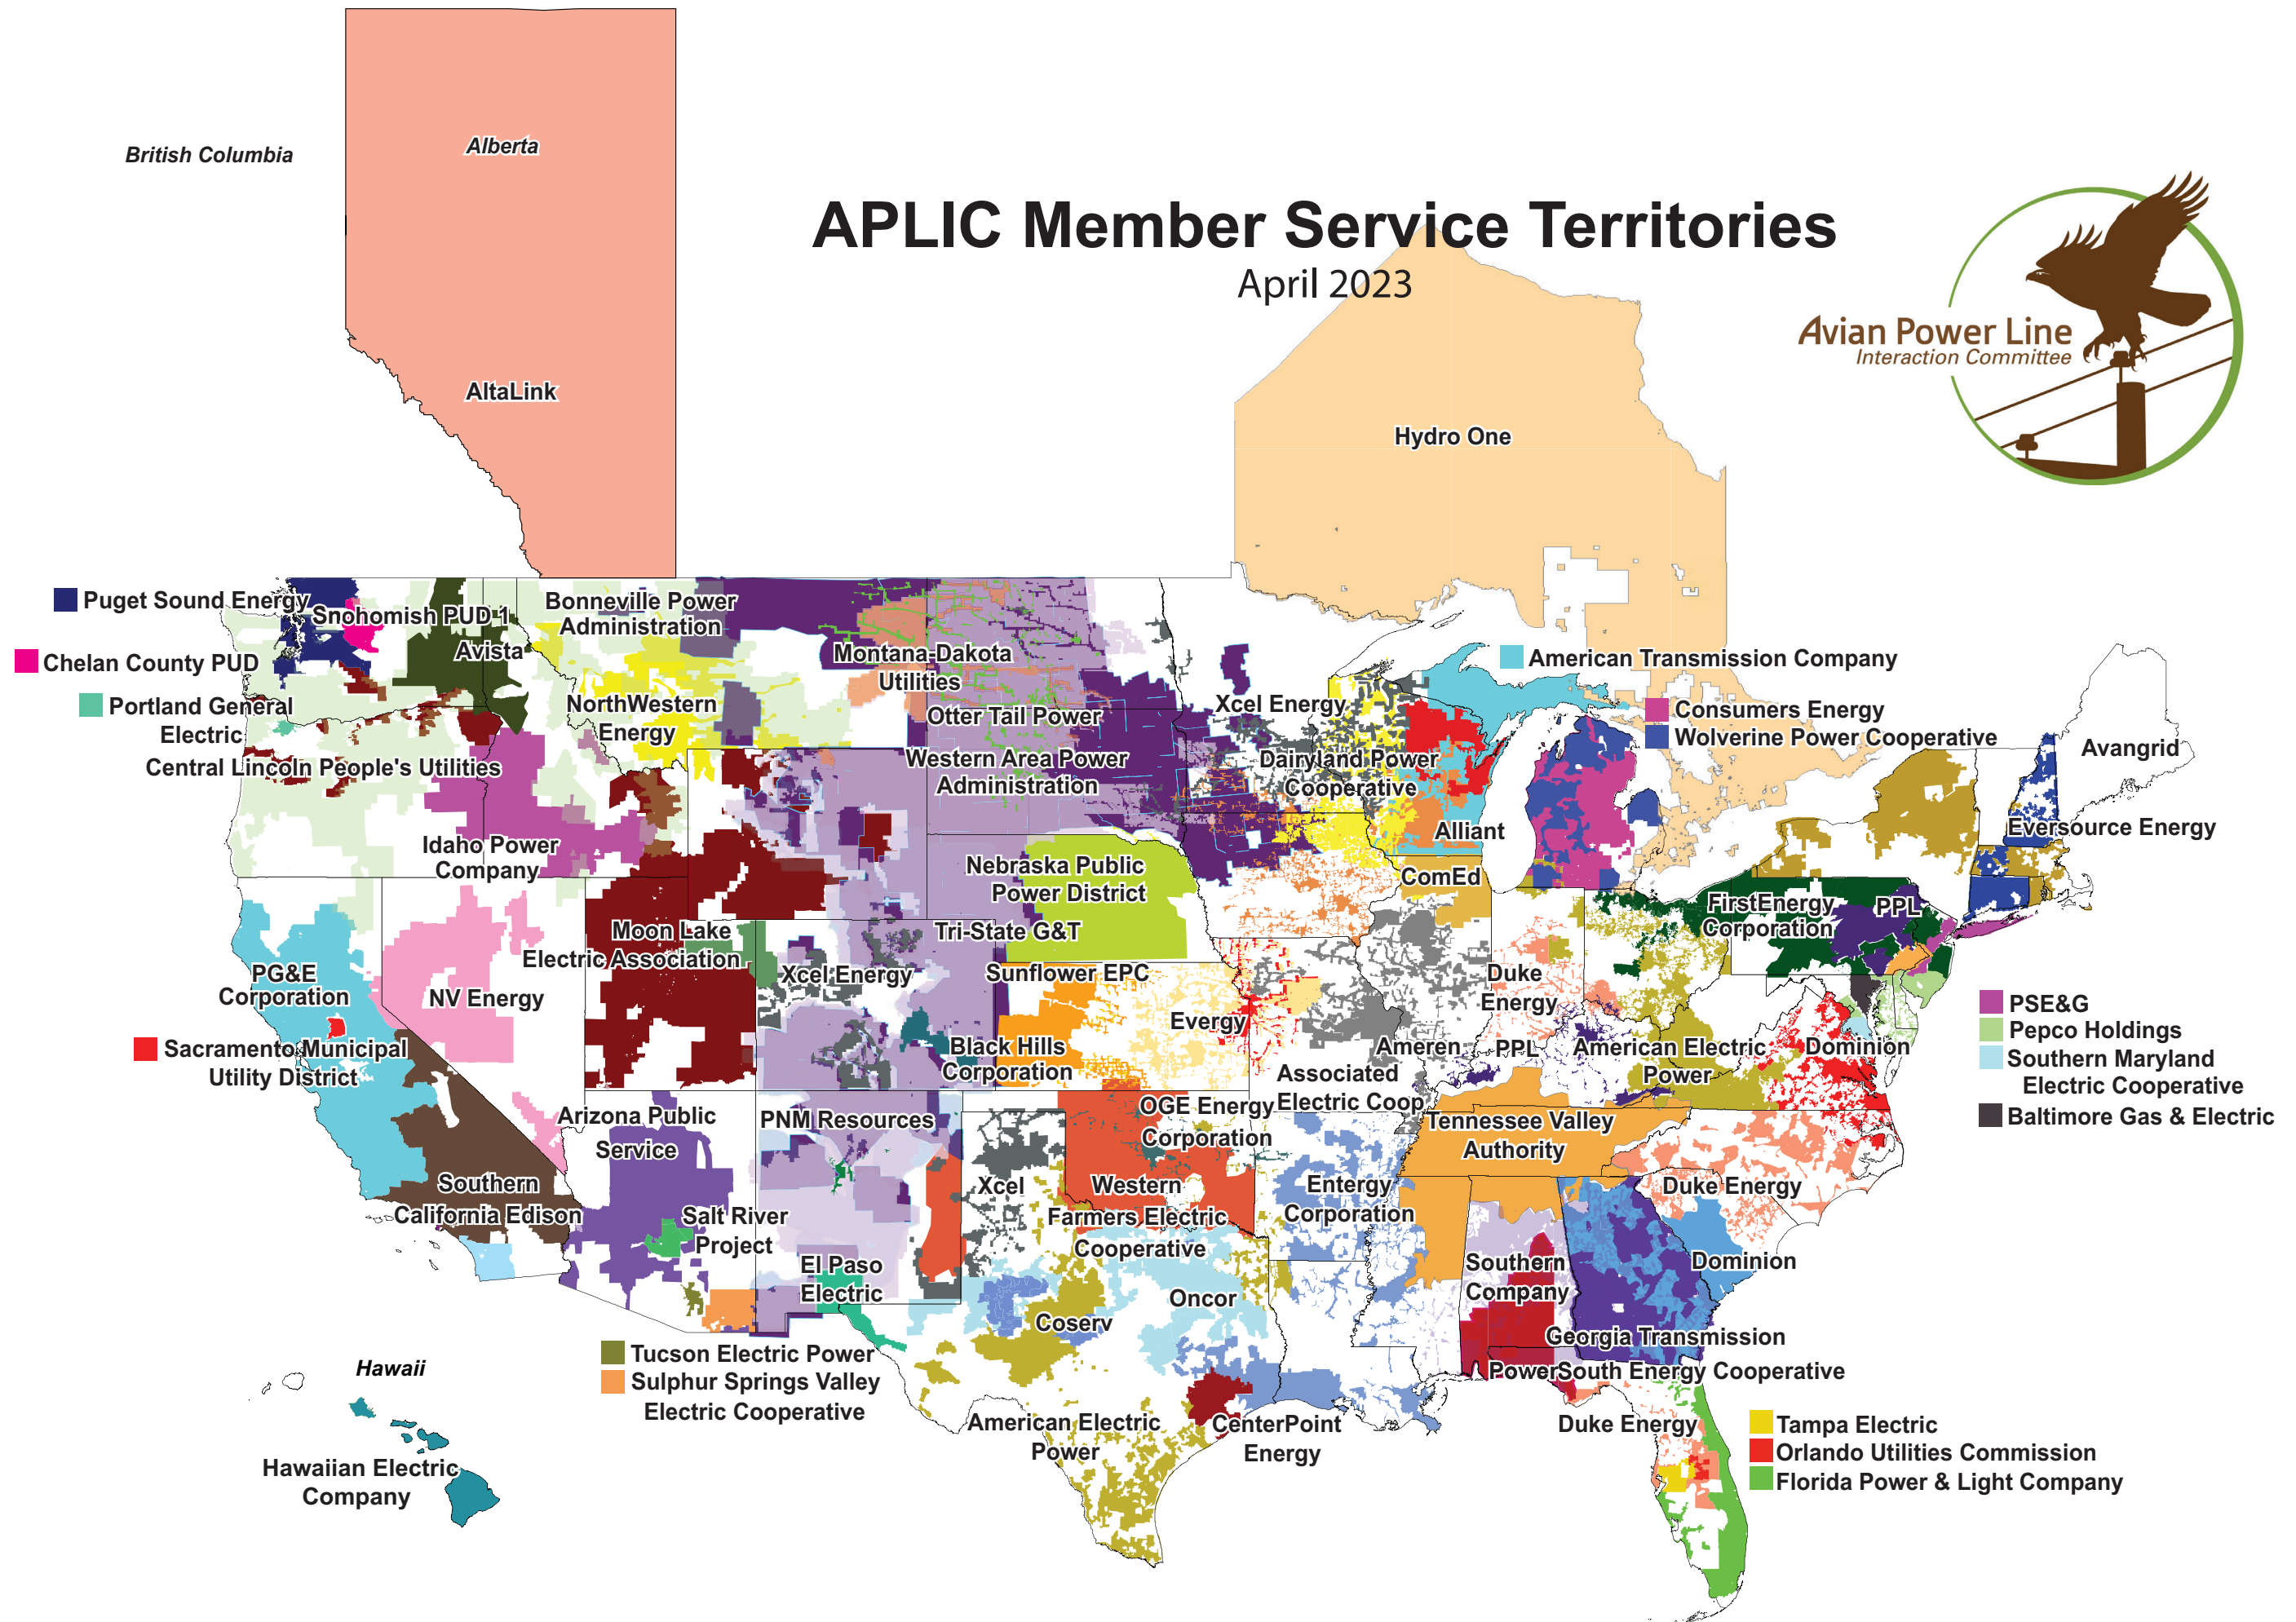 APLIC Member Service Territories
April 2023
Avian Power Line
Interaction Committee
British Columbia
Alberta
AltaLink
Hydro One
Puget Sound Energy
Snohomish PUD 1
Bonneville Power
Administration
Chelan County PUD
Avista
Montana-Dakota
Utilities
American Transmission Company
Portland General
Electric
NorthWestern
Energy
Otter Tail Power
Xcel Energy
Consumers Energy
Wolverine Power Cooperative
Avangrid
Central Lincoln People's Utilities
Western Area Power
Administration
Dairyland Power
Cooperative
Alliant
Eversource Energy
Idaho Power
Company
Nebraska Public
Power District
ComEd
FirstEnergy
Corporation
PPL
Moon Lake
Electric Association
Tri-State G&T
Xcel Energy
Sunflower EPC
PG&E
Corporation
NV Energy
Duke
Energy
Evergy
PSE&G
Pepco Holdings
Southern Maryland
Electric Cooperative
Baltimore Gas & Electric
Sacramento Municipal
Utility District
Black Hills
Corporation
Ameren
PPL
American Electric
Power
Dominion
Associated
Electric Coop
Arizona Public
Service
PNM Resources
OGE Energy
Corporation
Tennessee Valley
Authority
Southern
California Edison
Xcel
Western
Farmers Electric
Cooperative
Entergy
Corporation
Duke Energy
Salt River
Project
El Paso
Electric
Southern
Company
Dominion
Oncor
Coserv
Georgia Transmission
PowerSouth Energy Cooperative
Tucson Electric Power
Sulphur Springs Valley
Electric Cooperative
Hawaii
Hawaiian Electric
Company
American Electric
Power
CenterPoint
Energy
Duke Energy
Tampa Electric
Orlando Utilities Commission
Florida Power & Light Company